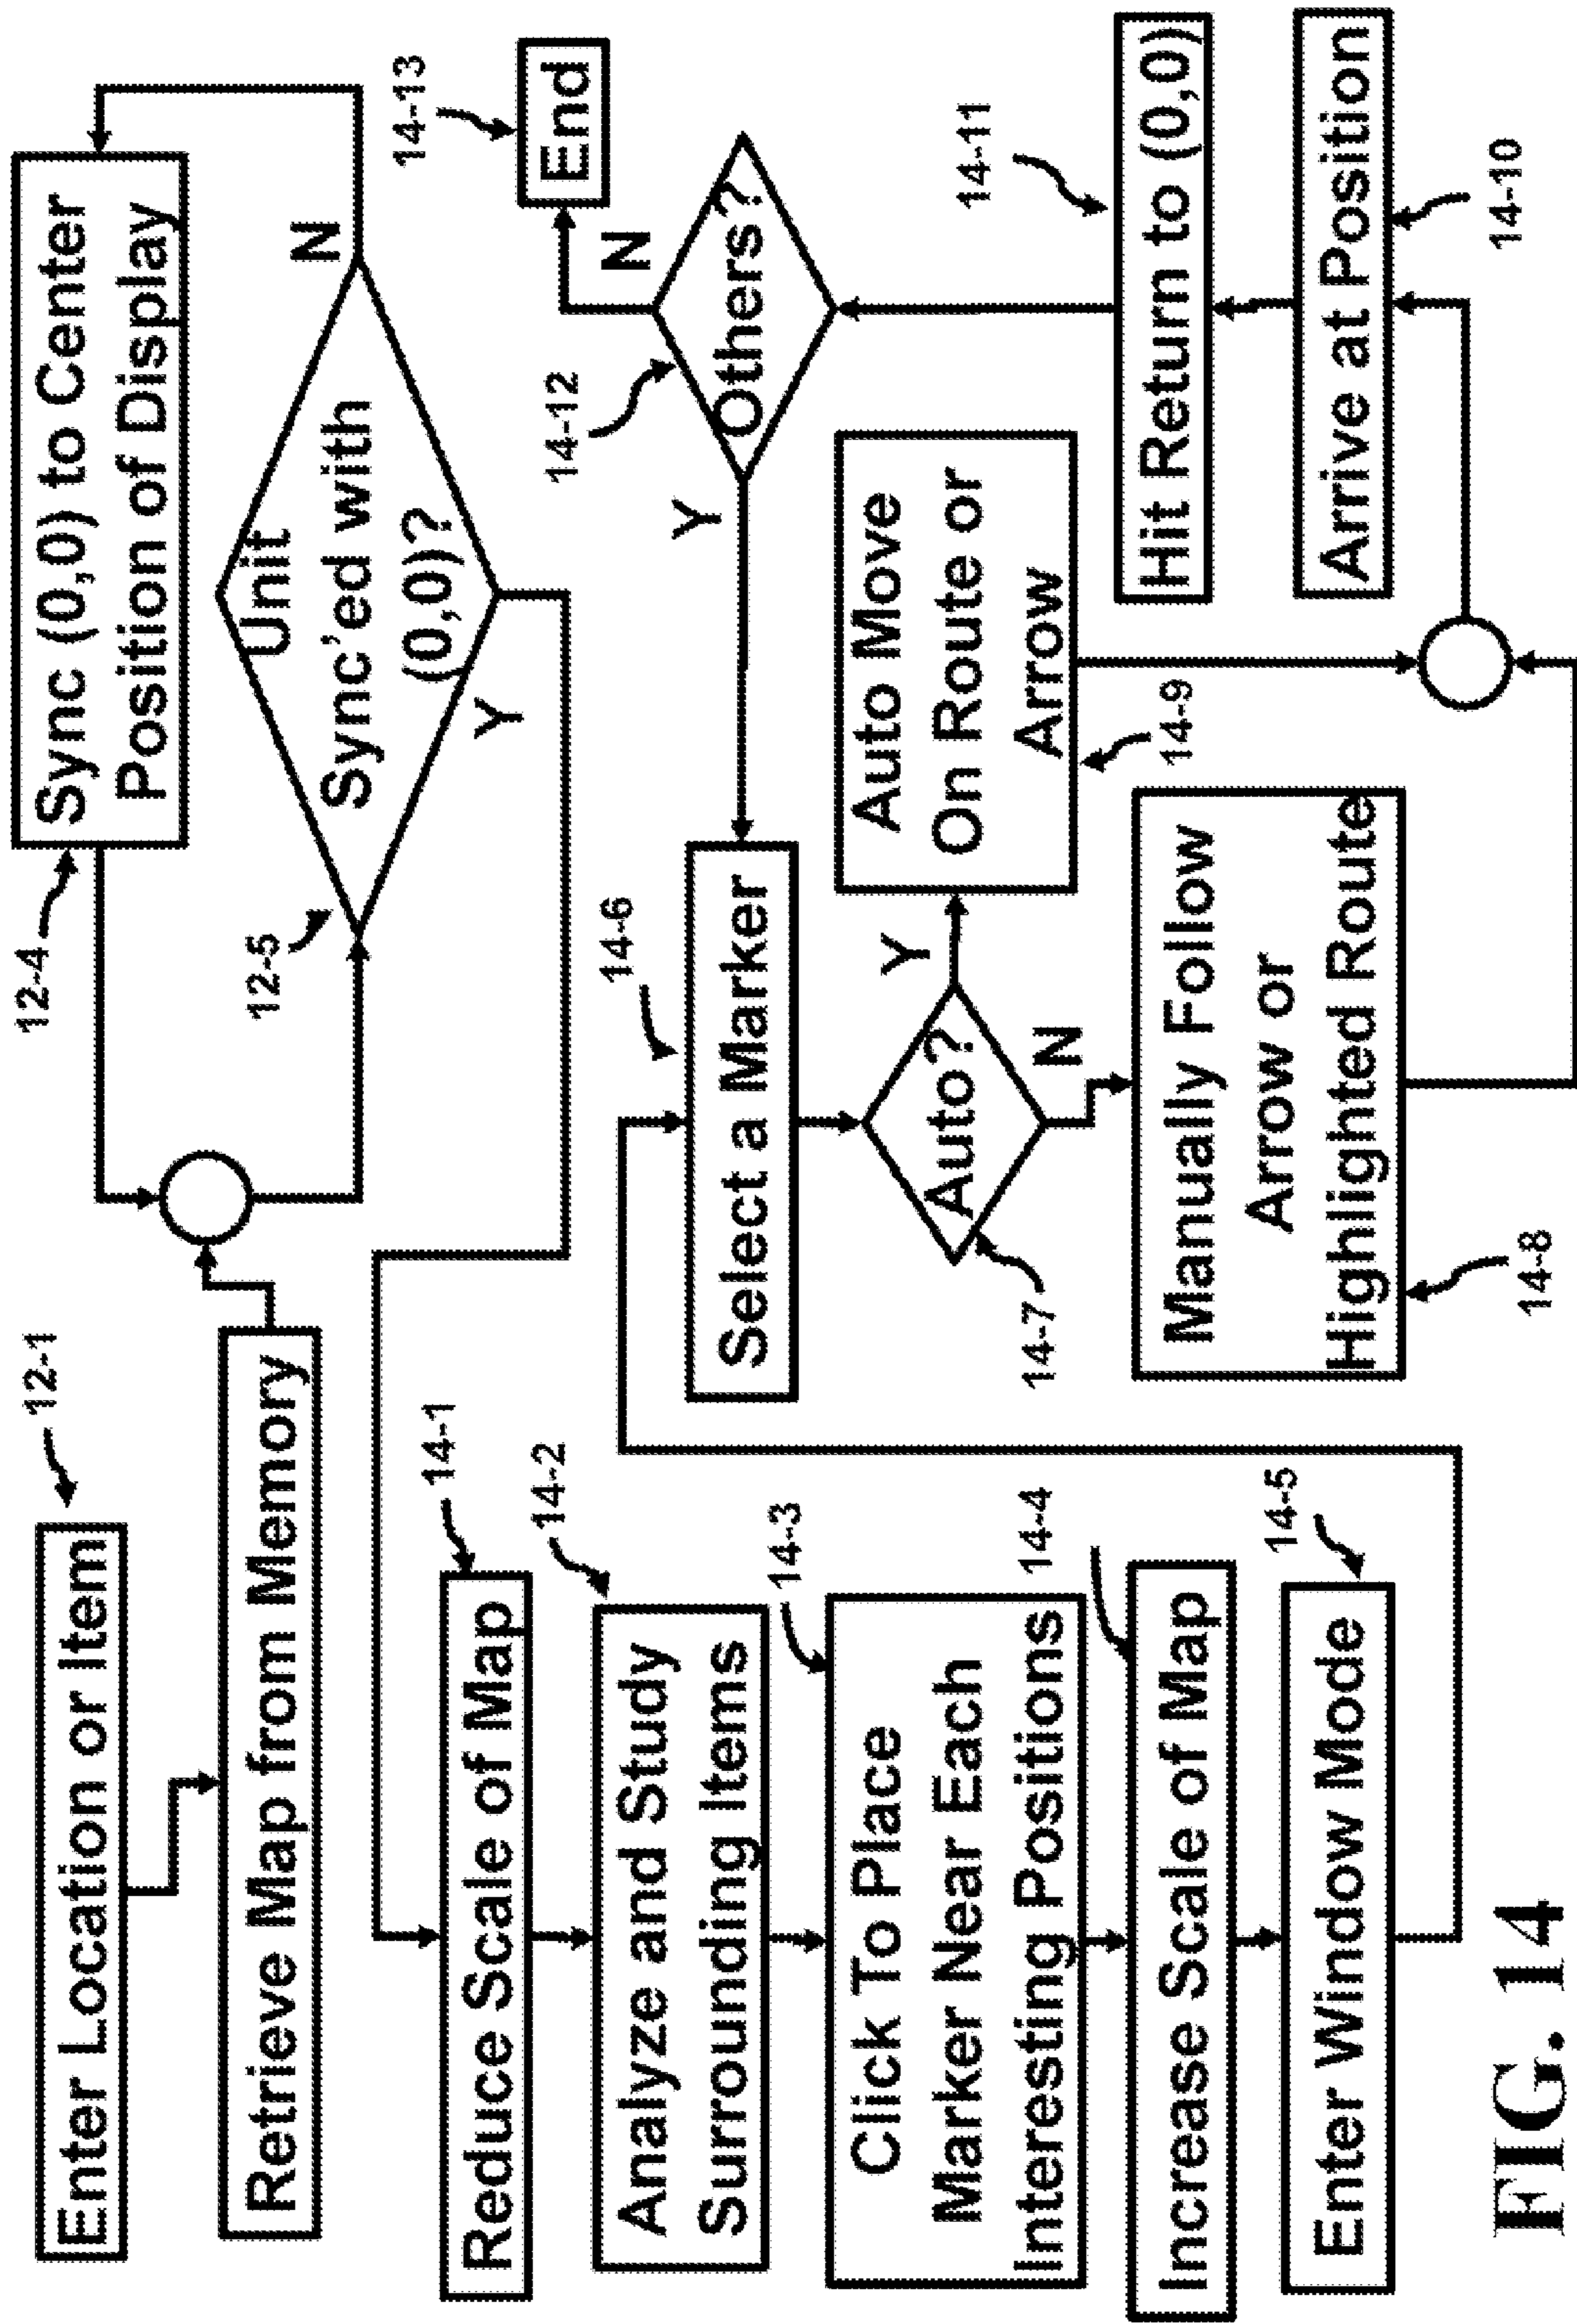 Enter Location or Item
12-1
Retrieve Map from Memory
12-4
Sync (0,0) to Center
Position of Display
12-5
Unit
Sync'ed with
(0,0)?
N
Y
14-1
Reduce Scale of Map
14-2
Analyze and Study
Surrounding Items
14-3
Click To Place
Marker Near Each
Interesting Positions
14-4
Increase Scale of Map
14-5
Enter Window Mode
14-6
Select a Marker
14-7
Auto?
Y
N
14-8
Manually Follow
Arrow or
Highlighted Route
14-9
Auto Move
On Route or
Arrow
14-10
Arrive at Position
14-11
Hit Return to (0,0)
14-12
Others?
Y
N
14-13
End
FIG. 14